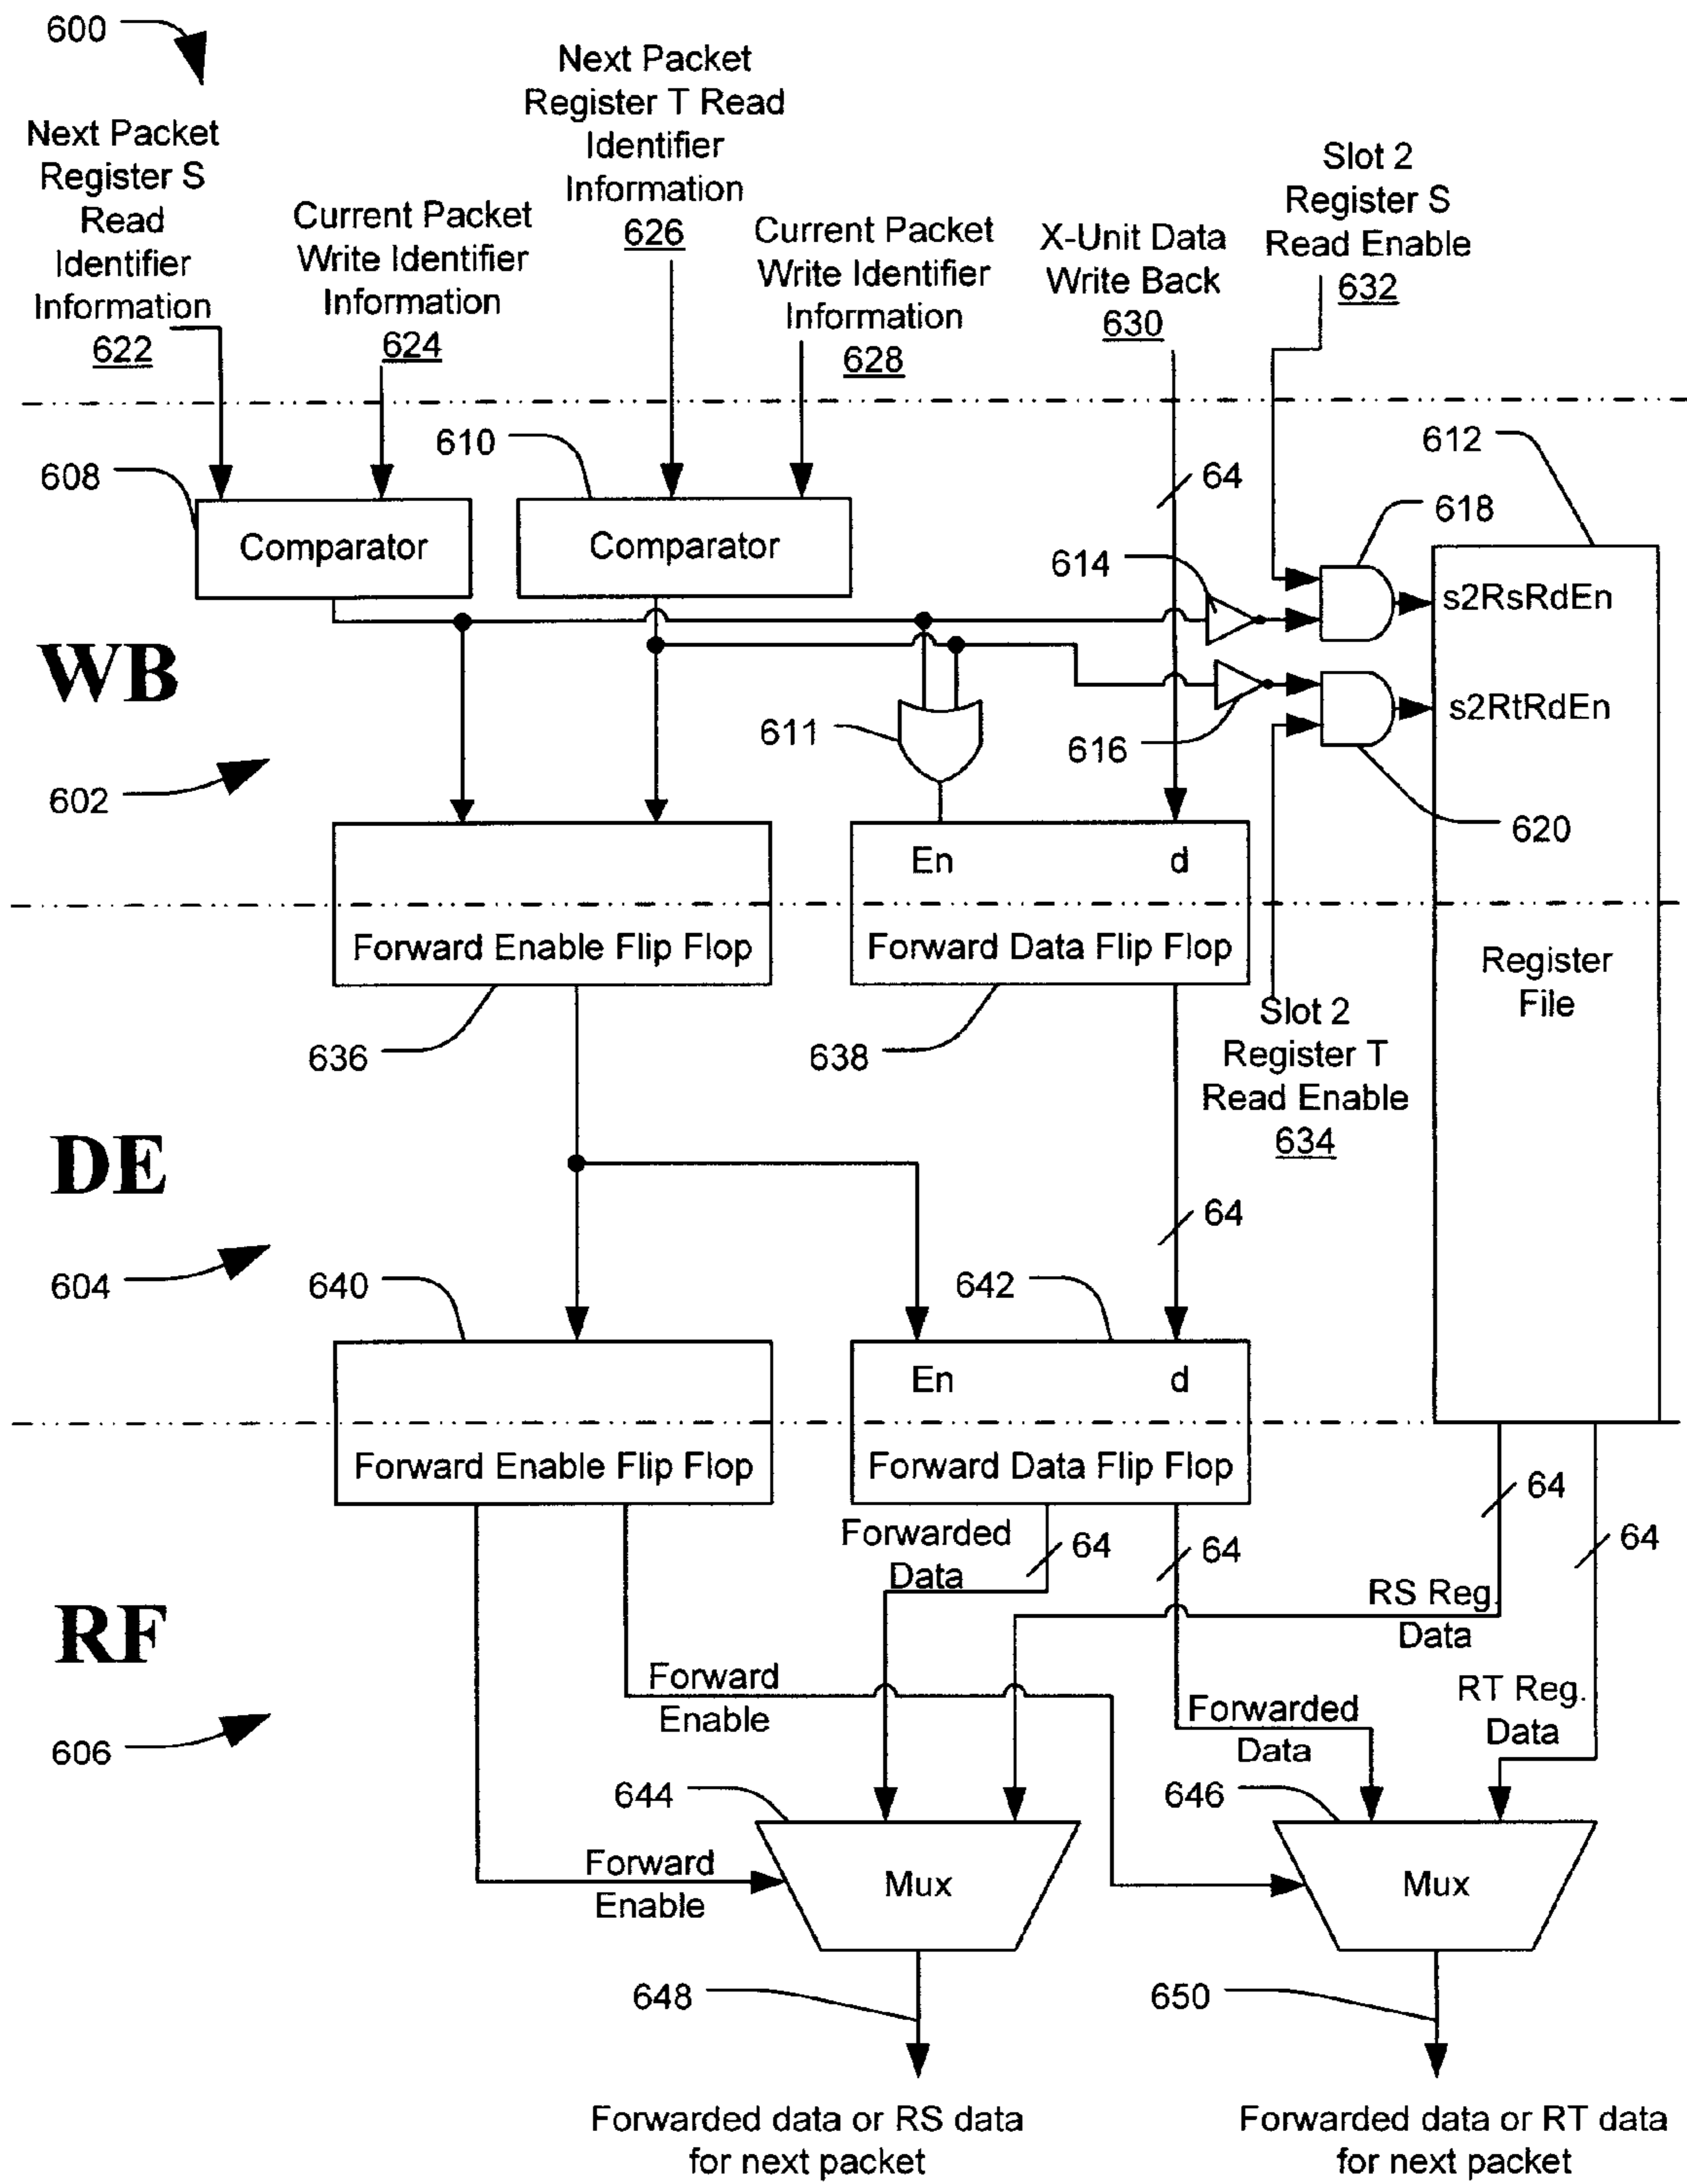 600
Next Packet
Register S
Read
Identifier
Information
622
Current Packet
Write Identifier
Information
624
Next Packet
Register T Read
Identifier
Information
626
Current Packet
Write Identifier
Information
628
X-Unit Data
Write Back
630
Slot 2
Register S
Read Enable
632
608
610
612
64
618
Comparator
Comparator
614
s2RsRdEn
WB
s2RtRdEn
611
616
602
620
En
d
Forward Enable Flip Flop
Forward Data Flip Flop
Register
File
636
638
Slot 2
Register T
Read Enable
634
DE
64
604
640
642
En
d
Forward Enable Flip Flop
Forward Data Flip Flop
Forwarded
Data
64
64
64
64
RS Reg.
Data
RF
Forward
Enable
Forwarded
Data
RT Reg.
Data
606
644
646
Forward
Enable
Mux
Mux
648
650
Forwarded data or RS data
for next packet
Forwarded data or RT data
for next packet